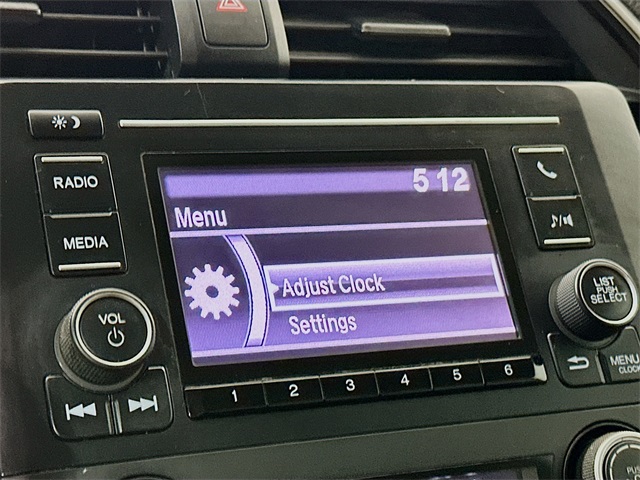 RADIO
MEDIA
VOL
5 12
Menu
Adjust Clock
Settings
1 2 3 4 5 6
LIST
PUSH
SELECT
MENU
CLOCK